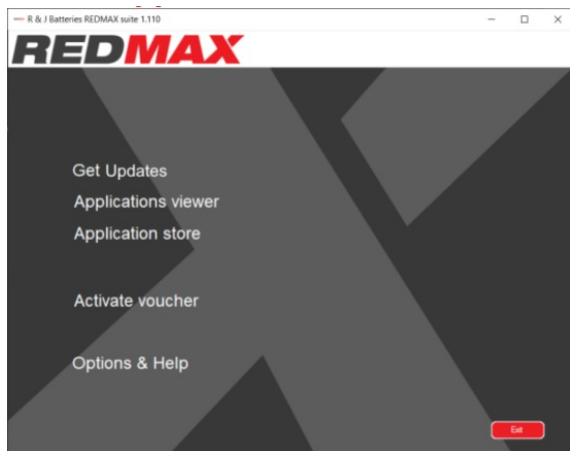 R & J Batteries REDMAX suite 1.110
REDMAX
Get Updates
Applications viewer
Application store
Activate voucher
Options & Help
Exit